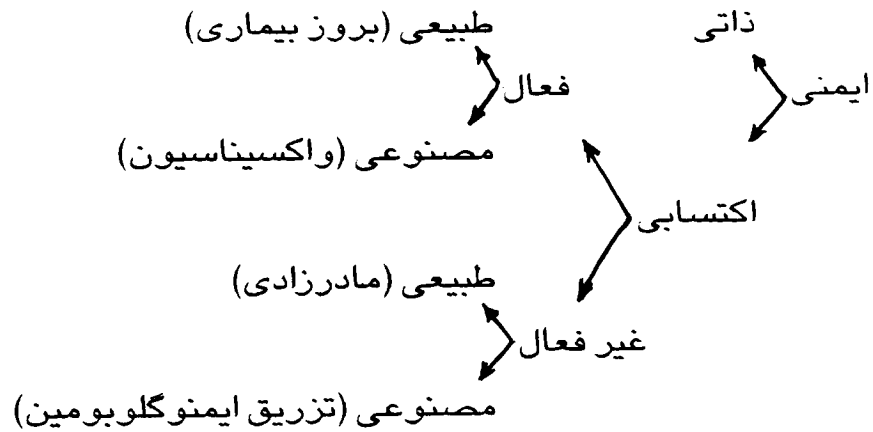 ذاتی
طبیعی (بروز بیماری)
ایمنی
فعال
مصنوعی (واکسیناسیون)
اکتسابی
طبیعی (مادرزادی)
غیر فعال
مصنوعی (تزریق ایمنوگلوبومین)